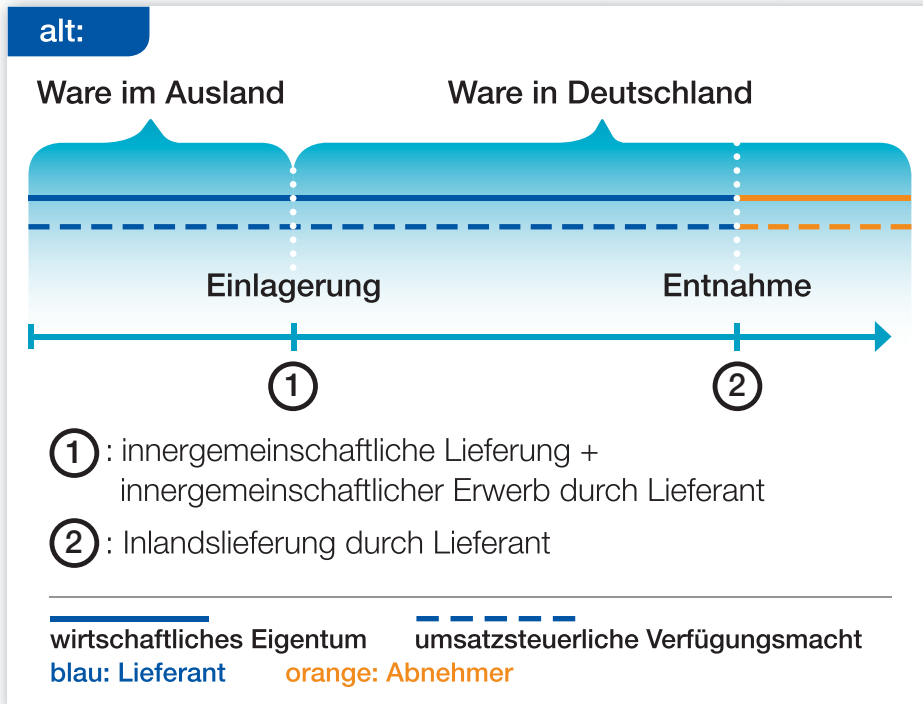 alt:
Ware im Ausland
Ware in Deutschland
Einlagerung
Entnahme
1
2
1 : innergemeinschaftliche Lieferung +
innergemeinschaftlicher Erwerb durch Lieferant
2 : Inlandslieferung durch Lieferant
wirtschaftliches Eigentum
umsatzsteuerliche Verfügungsmacht
blau: Lieferant
orange: Abnehmer